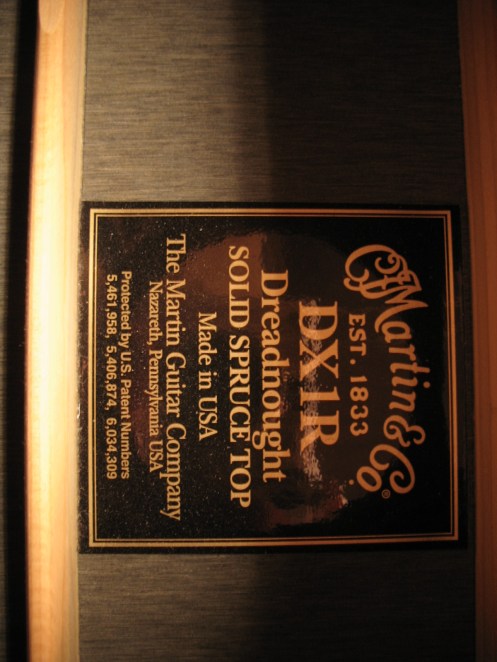 CF Martin & Co®
EST. 1833
DX1R
Dreadnought
SOLID SPRUCE TOP
Made in USA
The Martin Guitar Company
Nazareth, Pennsylvania USA
Protected by U.S. Patent Numbers
5,461,958, 5,406,874, 6,034,309